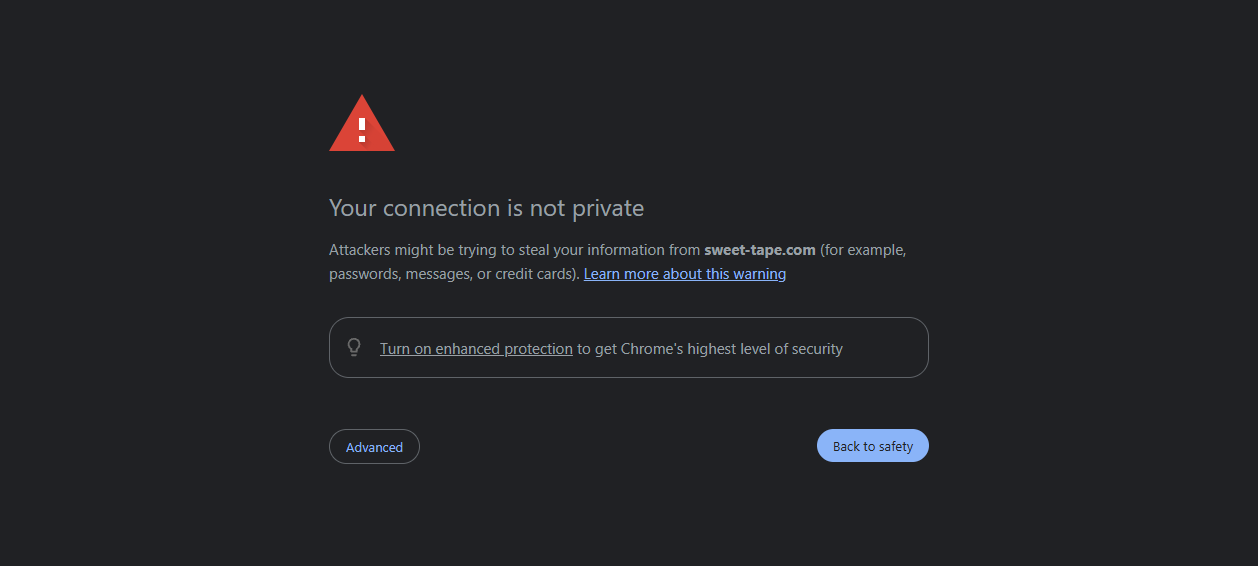 Your connection is not private
Attackers might be trying to steal your information from sweet-tape.com (for example,
passwords, messages, or credit cards). Learn more about this warning
Turn on enhanced protection to get Chrome's highest level of security
Advanced
Back to safety